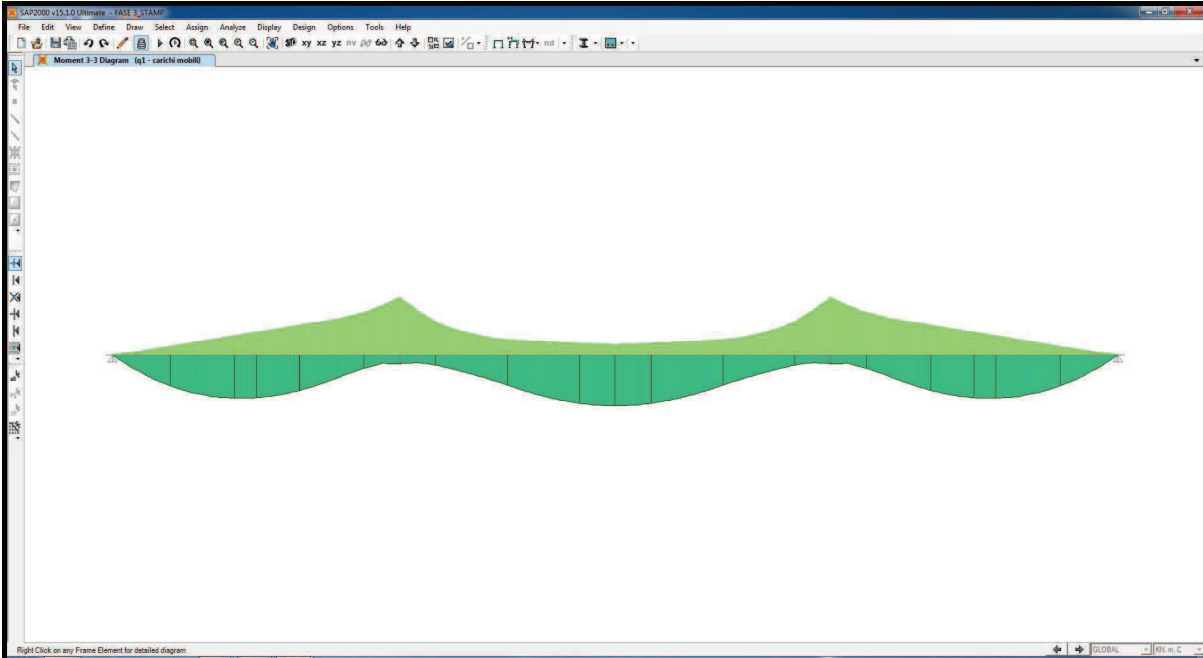 SAP2000 v15.1.0 Ultimate - FASE 3_STAMP
File Edit View Define Draw Select Assign Analyze Display Design Options Tools Help
xy xz yz nv nd
Moment 3-3 Diagram (q1 - carichi mobili)
Right Click on any Frame Element for detailed diagram
GLOBAL
KN, m, C